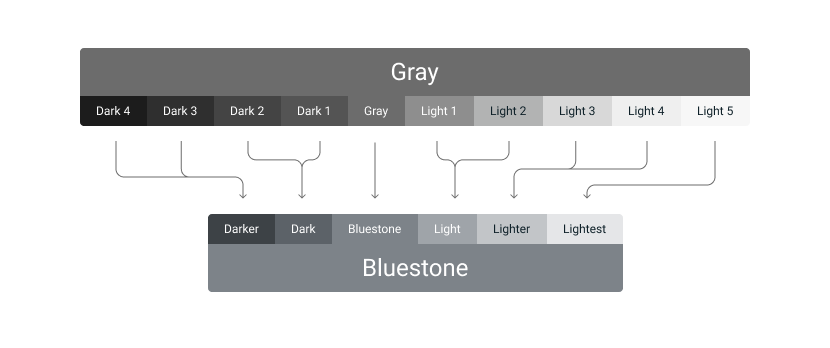 Gray
Dark 4 Dark 3 Dark 2 Dark 1 Gray Light 1 Light 2 Light 3 Light 4 Light 5
Darker Dark Bluestone Light Lighter Lightest
Bluestone